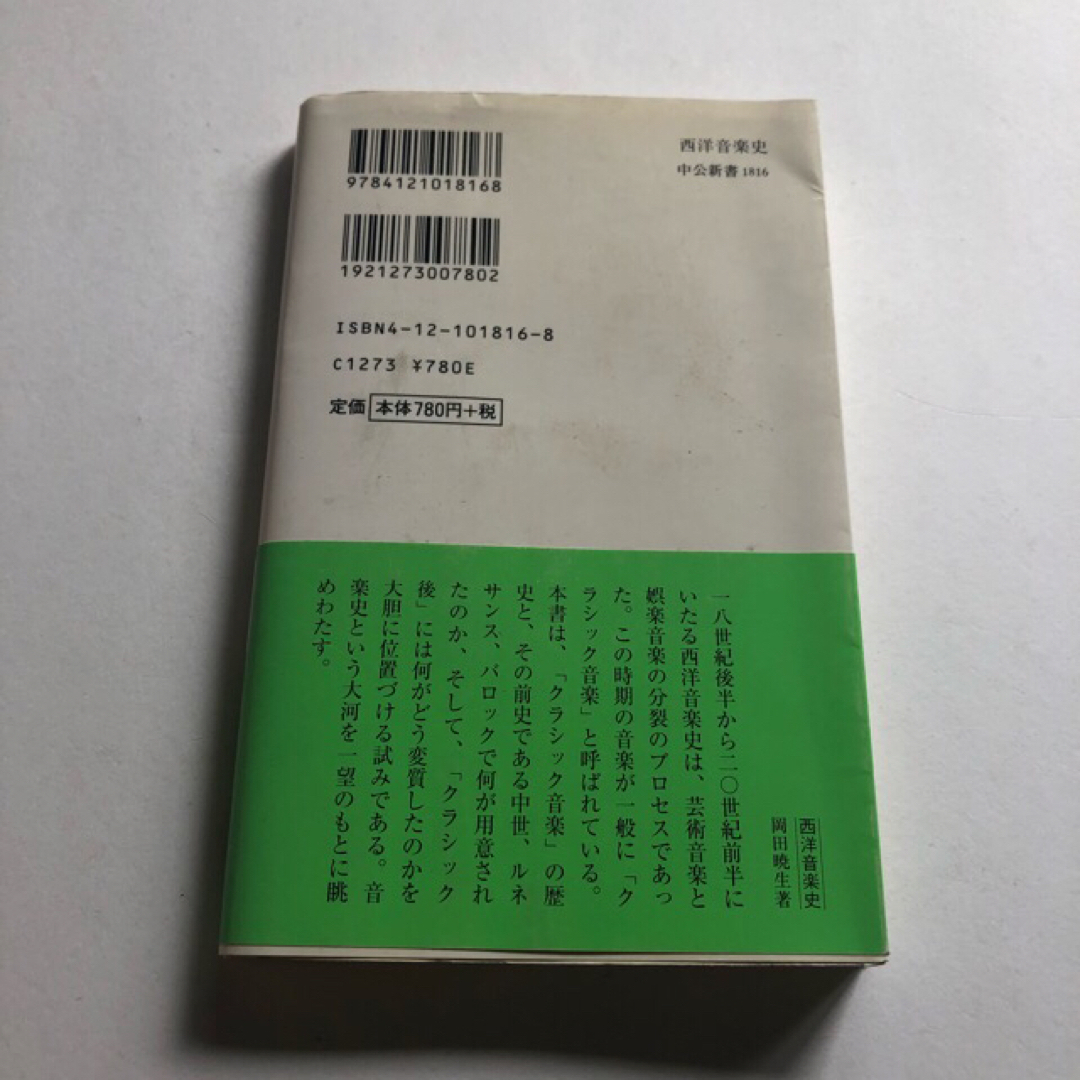 9784121018168
1921273007802
ISBN4-12-101816-8
C1273 ¥780E
定価 本体780円+税
西洋音楽史
中公新書 1816
西洋音楽史
岡田暁生著
一八世紀後半から二〇世紀前半に
いたる西洋音楽史は、芸術音楽と
娯楽音楽の分裂のプロセスであっ
た。この時期の音楽が一般に「ク
ラシック音楽」と呼ばれている。
本書は、「クラシック音楽」の歴
史と、その前史である中世、ルネ
サンス、バロックで何が用意され
たのか、そして、「クラシック
後」には何がどう変質したのかを
大胆に位置づける試みである。音
楽史という大河を一望のもとに眺
めわたす。